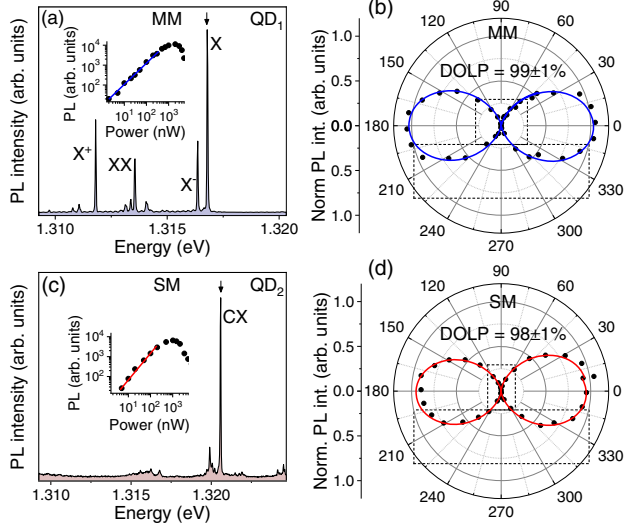 (a) MM QD1
X
X+
XX
X-
PL intensity (arb. units)
PL (arb. units)
10^4
10^3
10^2
10^0 10^2 10^4
Power (nW)
1.310 1.315 1.320
Energy (eV)
(b)
MM
DOLP = 99±1%
Norm PL int. (arb. units)
1.0
0.5
0.0
0.5
1.0
90
120 60
30
180 0
210 330
240 300
270
(c) SM QD2
CX
PL intensity (arb. units)
PL (arb. units)
10^4
10^3
10^2
10^0 10^2 10^4
Power (nW)
1.310 1.315 1.320
Energy (eV)
(d)
SM
DOLP = 98±1%
Norm. PL int. (arb. units)
1.0
0.5
0.0
0.5
1.0
90
120 60
30
180 0
210 330
240 300
270